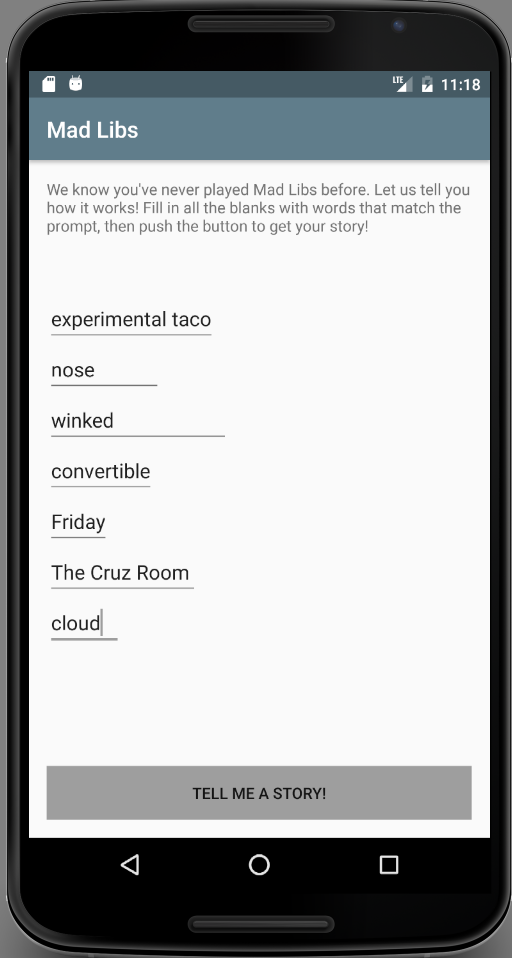 LTE 11:18
Mad Libs
We know you've never played Mad Libs before. Let us tell you
how it works! Fill in all the blanks with words that match the
prompt, then push the button to get your story!
experimental taco
nose
winked
convertible
Friday
The Cruz Room
cloud
TELL ME A STORY!